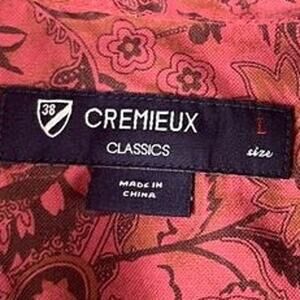 38 CREMIEUX L
CLASSICS size
MADE IN
CHINA